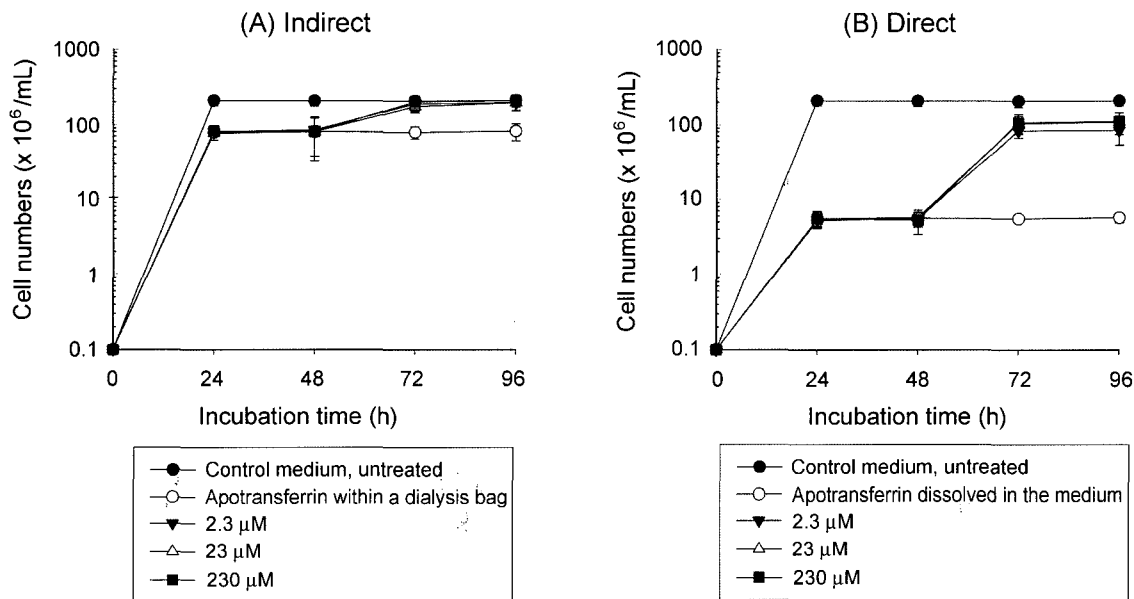 (A) Indirect
1000
100
10
1
0.1
Cell numbers (x 10⁶/mL)
0 24 48 72 96
Incubation time (h)
Control medium, untreated
Apotransferrin within a dialysis bag
2.3 μM
23 μM
230 μM
(B) Direct
1000
100
10
1
0.1
Cell numbers (x 10⁶/mL)
0 24 48 72 96
Incubation time (h)
Control medium, untreated
Apotransferrin dissolved in the medium
2.3 μM
23 μM
230 μM